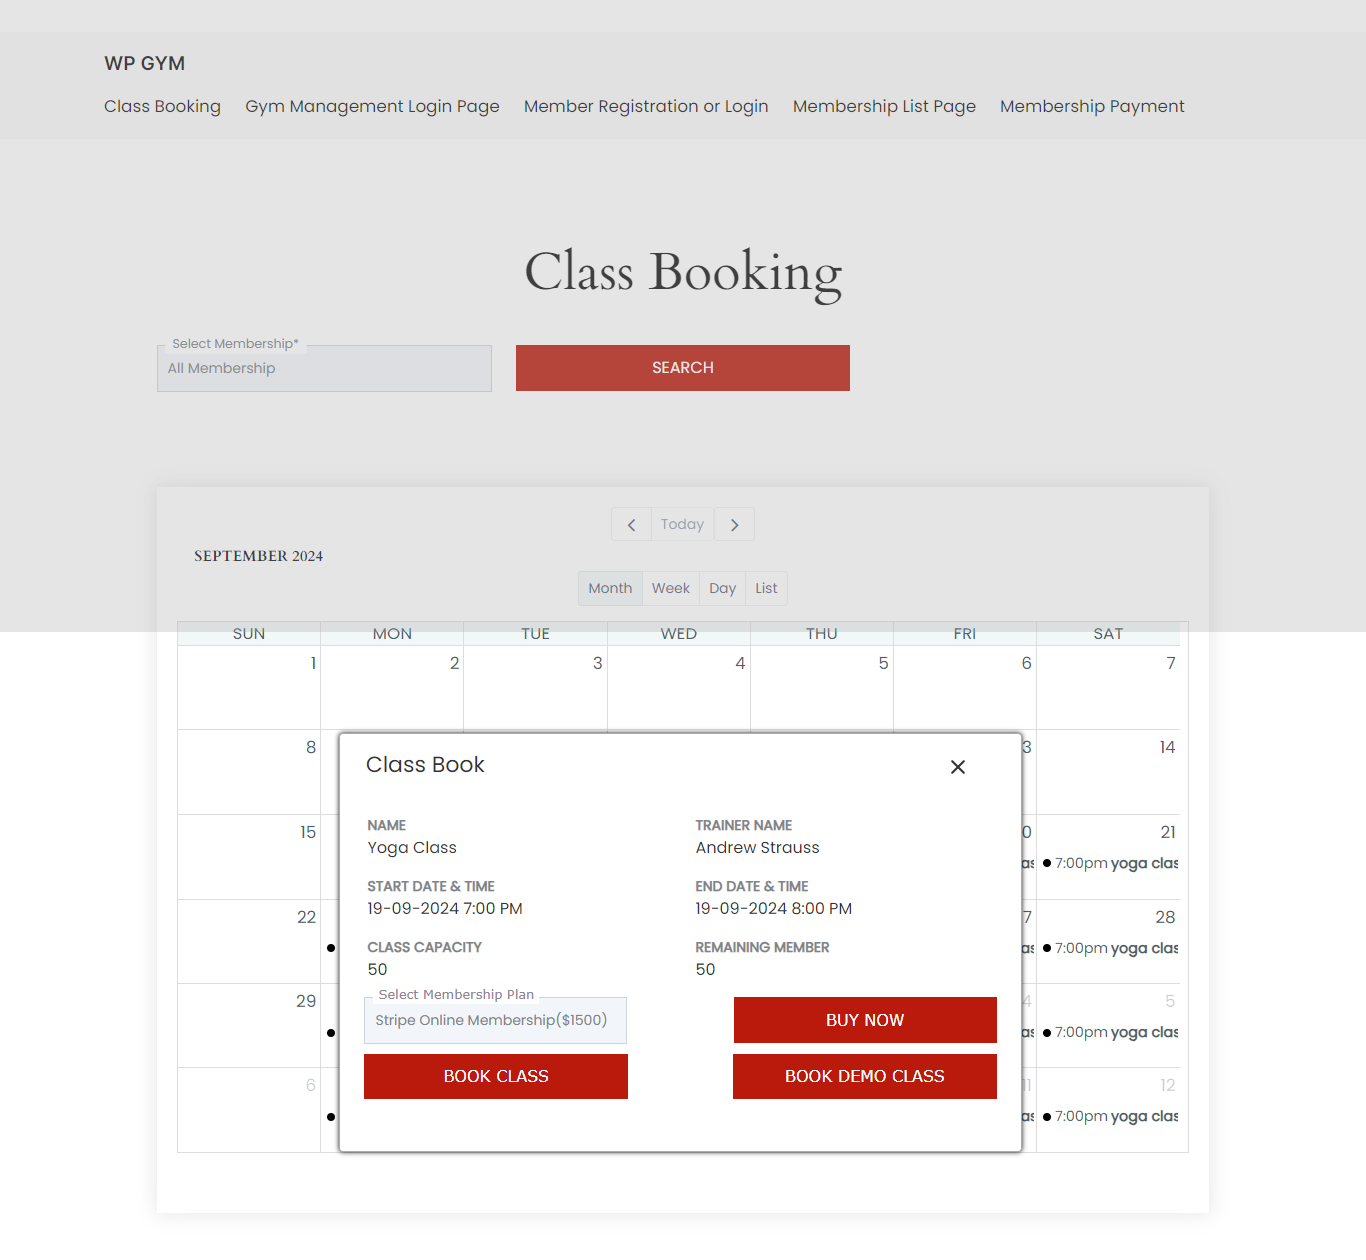 WP GYM
Class Booking Gym Management Login Page Member Registration or Login Membership List Page Membership Payment
Class Booking
Select Membership*
All Membership
SEARCH
Today
SEPTEMBER 2024
Month Week Day List
SUN MON TUE WED THU FRI SAT
1 2 3 4 5 6 7
8 3 14
Class Book
15 0 21
NAME TRAINER NAME
Yoga Class Andrew Strauss
as 7:00pm yoga clas
START DATE & TIME END DATE & TIME
19-09-2024 7:00 PM 19-09-2024 8:00 PM
22 7 28
CLASS CAPACITY REMAINING MEMBER
as 7:00pm yoga clas
50 50
Select Membership Plan
29 4 5
Stripe Online Membership($1500) BUY NOW
as 7:00pm yoga clas
BOOK CLASS BOOK DEMO CLASS
6 11 12
as 7:00pm yoga clas